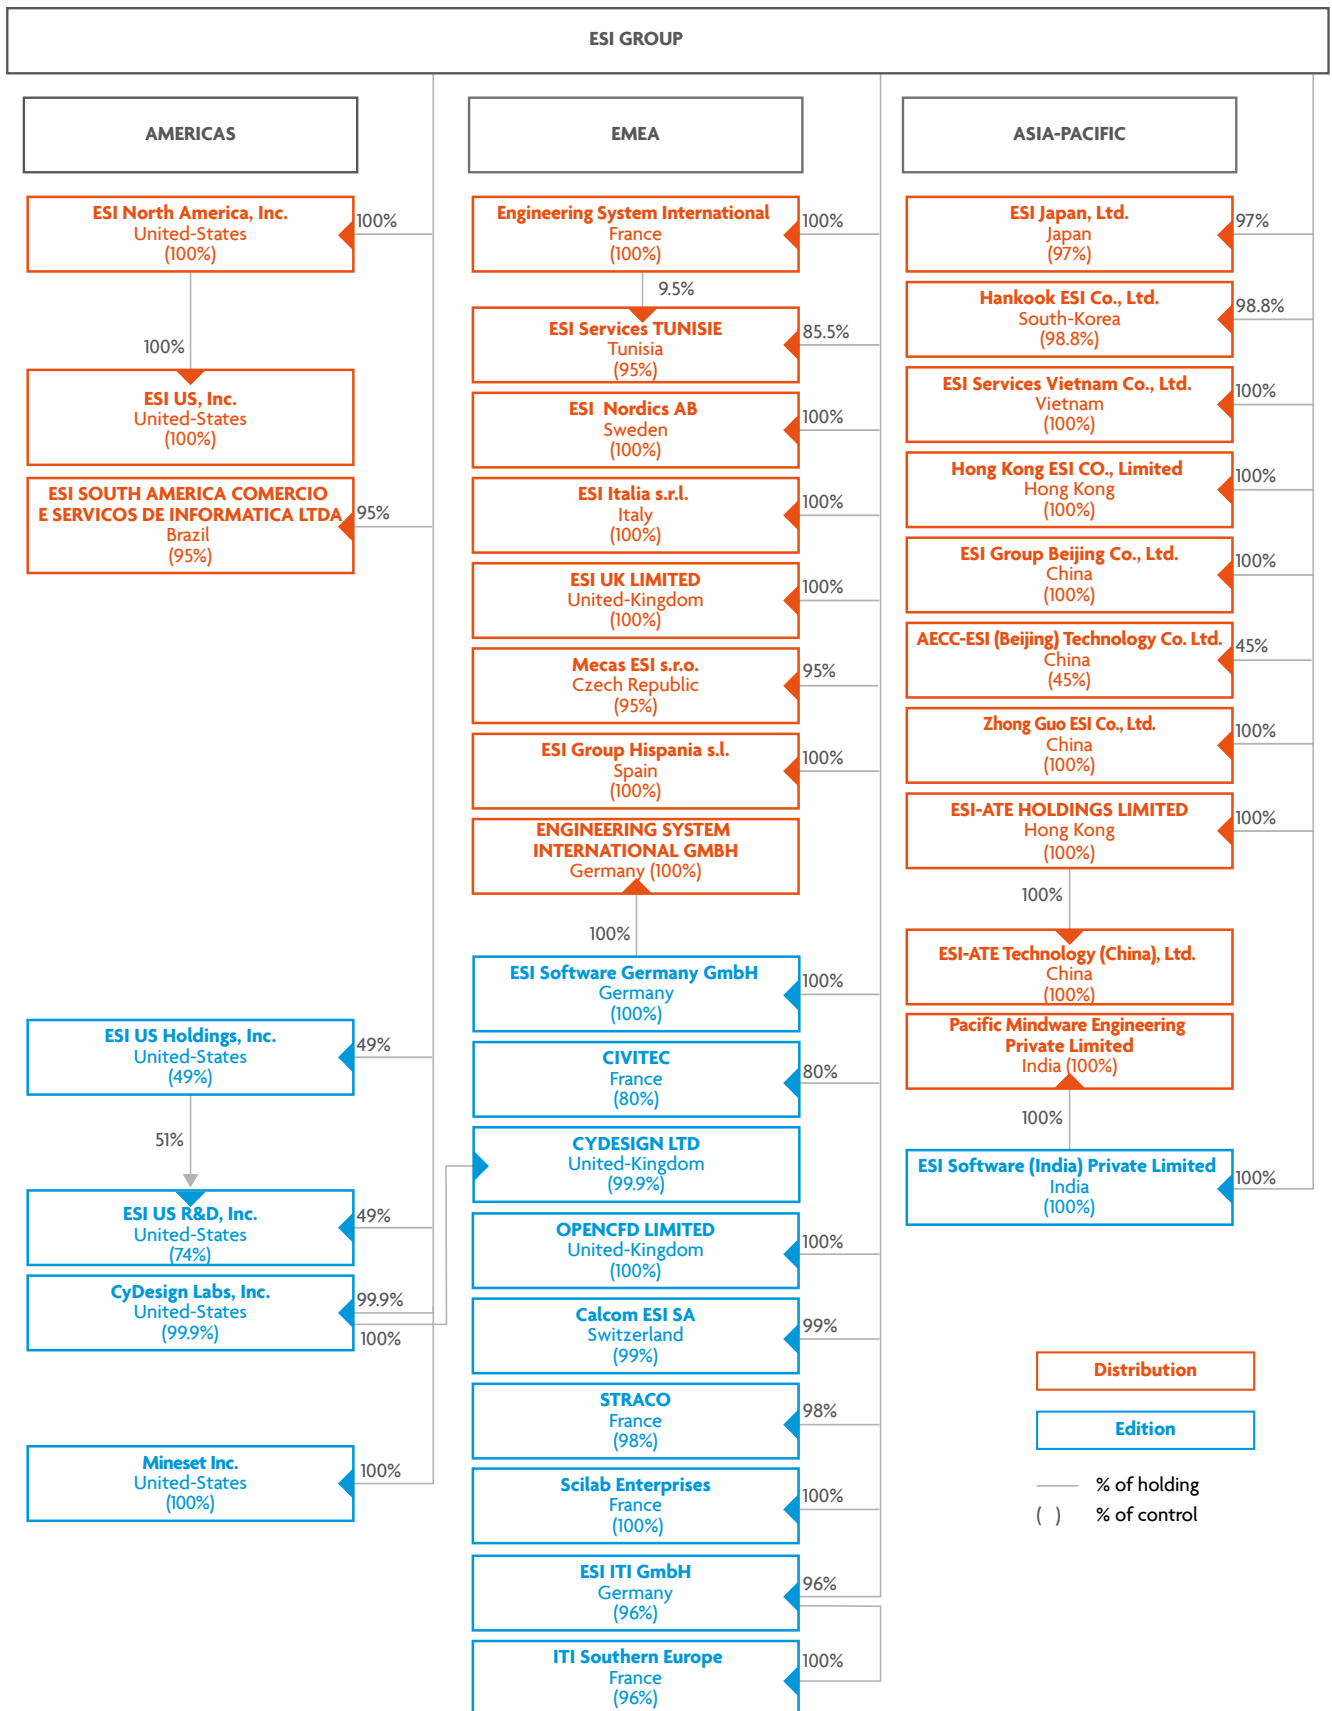 ESI GROUP
AMERICAS
ESI North America, Inc.
United-States
(100%)
100%
100%
ESI US, Inc.
United-States
(100%)
ESI SOUTH AMERICA COMERCIO
E SERVICOS DE INFORMATICA LTDA
Brazil
(95%)
95%
ESI US Holdings, Inc.
United-States
(49%)
49%
51%
ESI US R&D, Inc.
United-States
(74%)
49%
CyDesign Labs, Inc.
United-States
(99.9%)
99.9%
100%
Mineset Inc.
United-States
(100%)
100%
EMEA
Engineering System International
France
(100%)
100%
9.5%
ESI Services TUNISIE
Tunisia
(95%)
85.5%
ESI Nordics AB
Sweden
(100%)
100%
ESI Italia s.r.l.
Italy
(100%)
100%
ESI UK LIMITED
United-Kingdom
(100%)
100%
Mecas ESI s.r.o.
Czech Republic
(95%)
95%
ESI Group Hispania s.l.
Spain
(100%)
100%
ENGINEERING SYSTEM
INTERNATIONAL GMBH
Germany (100%)
100%
ESI Software Germany GmbH
Germany
(100%)
100%
CIVITEC
France
(80%)
80%
CYDESIGN LTD
United-Kingdom
(99.9%)
OPENCFD LIMITED
United-Kingdom
(100%)
100%
Calcom ESI SA
Switzerland
(99%)
99%
STRACO
France
(98%)
98%
Scilab Enterprises
France
(100%)
100%
ESI ITI GmbH
Germany
(96%)
96%
ITI Southern Europe
France
(96%)
100%
ASIA-PACIFIC
ESI Japan, Ltd.
Japan
(97%)
97%
Hankook ESI Co., Ltd.
South-Korea
(98.8%)
98.8%
ESI Services Vietnam Co., Ltd.
Vietnam
(100%)
100%
Hong Kong ESI CO., Limited
Hong Kong
(100%)
100%
ESI Group Beijing Co., Ltd.
China
(100%)
100%
AECC-ESI (Beijing) Technology Co. Ltd.
China
(45%)
45%
Zhong Guo ESI Co., Ltd.
China
(100%)
100%
ESI-ATE HOLDINGS LIMITED
Hong Kong
(100%)
100%
100%
ESI-ATE Technology (China), Ltd.
China
(100%)
Pacific Mindware Engineering
Private Limited
India (100%)
100%
ESI Software (India) Private Limited
India
(100%)
100%
Distribution
Edition
% of holding
( ) % of control